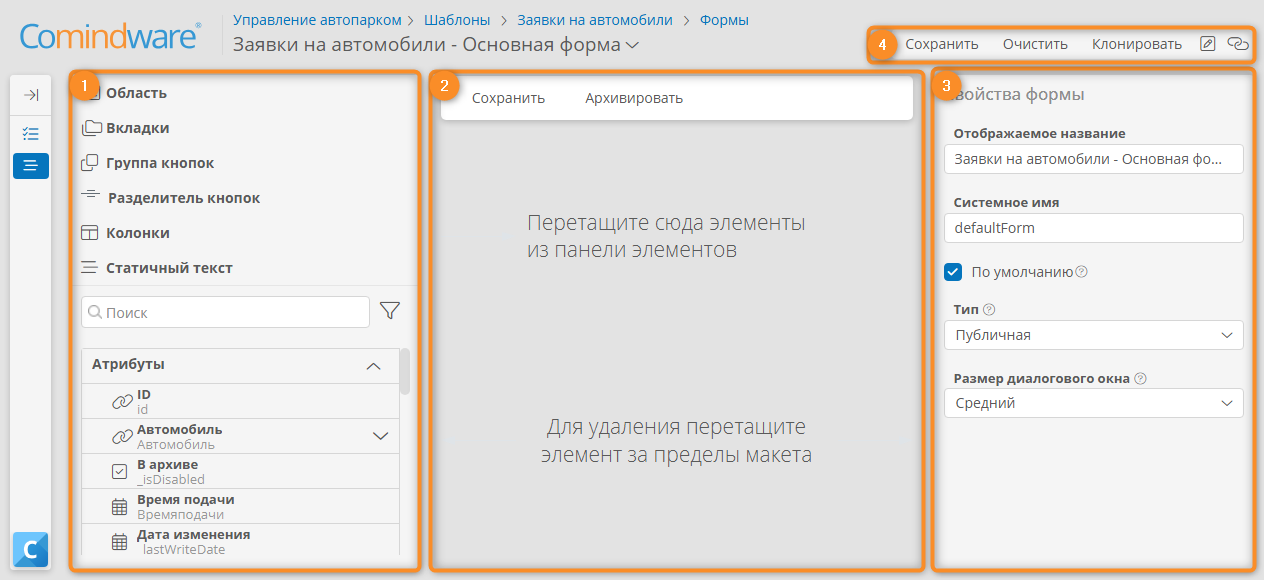 Comindware®
Управление автопарком > Шаблоны > Заявки на автомобили > Формы
Заявки на автомобили - Основная форма
4
Сохранить Очистить Клонировать
1
Область
Вкладки
Группа кнопок
Разделитель кнопок
Колонки
Статичный текст
Поиск
Атрибуты
ID
id
Автомобиль
Автомобиль
В архиве
_isDisabled
Время подачи
Времяподачи
Дата изменения
_lastWriteDate
C
2
Сохранить Архивировать
Перетащите сюда элементы
из панели элементов
Для удаления перетащите
элемент за пределы макета
3
войства формы
Отображаемое название
Заявки на автомобили - Основная фо...
Системное имя
defaultForm
По умолчанию ?
Тип ?
Публичная
Размер диалогового окна ?
Средний